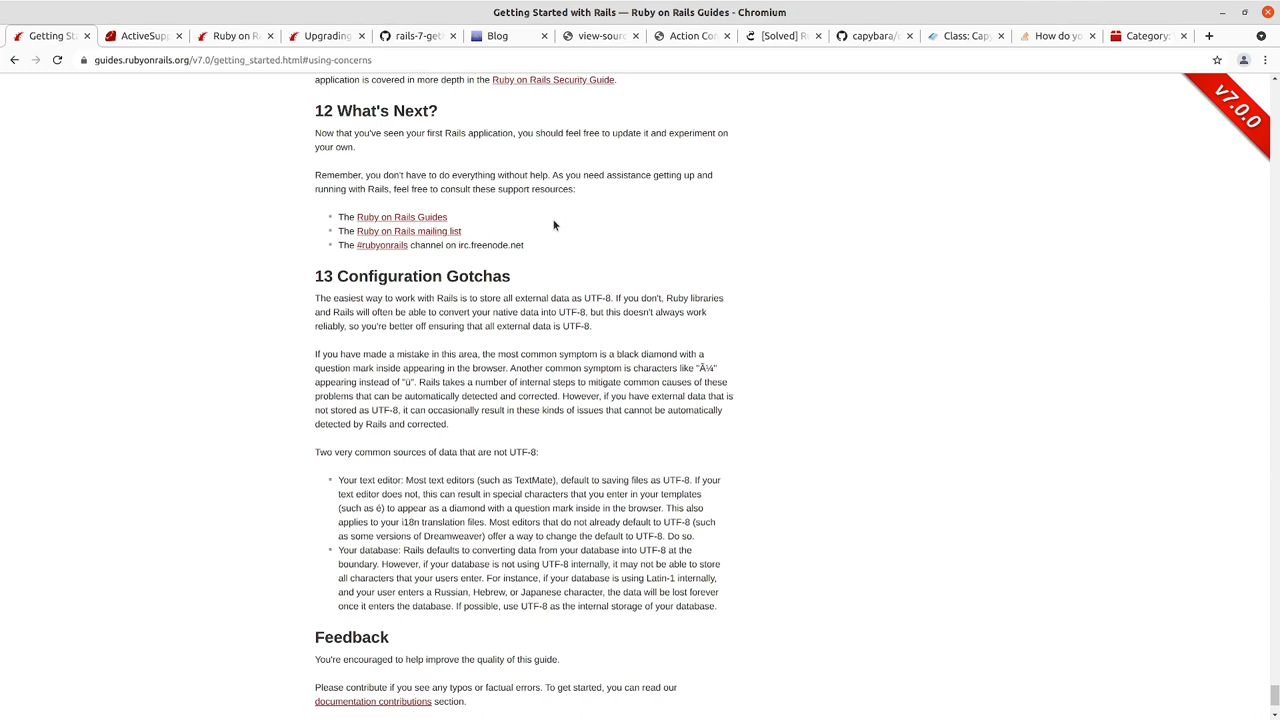 Getting Started with Rails — Ruby on Rails Guides - Chromium
Getting St
ActiveSup
Ruby on R
Upgrading
rails-7-get
Blog
view-sour
Action Con
[Solved] R
capybara/c
Class: Cap
How do yo
Category:
guides.rubyonrails.org/v7.0/getting_started.html#using-concerns
application is covered in more depth in the Ruby on Rails Security Guide.
v7.0.0
12 What's Next?
Now that you've seen your first Rails application, you should feel free to update it and experiment on
your own.
Remember, you don't have to do everything without help. As you need assistance getting up and
running with Rails, feel free to consult these support resources:
The Ruby on Rails Guides
The Ruby on Rails mailing list
The #rubyonrails channel on irc.freenode.net
13 Configuration Gotchas
The easiest way to work with Rails is to store all external data as UTF-8. If you don't, Ruby libraries
and Rails will often be able to convert your native data into UTF-8, but this doesn't always work
reliably, so you're better off ensuring that all external data is UTF-8.
If you have made a mistake in this area, the most common symptom is a black diamond with a
question mark inside appearing in the browser. Another common symptom is characters like "Ã¼"
appearing instead of "ü". Rails takes a number of internal steps to mitigate common causes of these
problems that can be automatically detected and corrected. However, if you have external data that is
not stored as UTF-8, it can occasionally result in these kinds of issues that cannot be automatically
detected by Rails and corrected.
Two very common sources of data that are not UTF-8:
Your text editor: Most text editors (such as TextMate), default to saving files as UTF-8. If your
text editor does not, this can result in special characters that you enter in your templates
(such as é) to appear as a diamond with a question mark inside in the browser. This also
applies to your i18n translation files. Most editors that do not already default to UTF-8 (such
as some versions of Dreamweaver) offer a way to change the default to UTF-8. Do so.
Your database: Rails defaults to converting data from your database into UTF-8 at the
boundary. However, if your database is not using UTF-8 internally, it may not be able to store
all characters that your users enter. For instance, if your database is using Latin-1 internally,
and your user enters a Russian, Hebrew, or Japanese character, the data will be lost forever
once it enters the database. If possible, use UTF-8 as the internal storage of your database.
Feedback
You're encouraged to help improve the quality of this guide.
Please contribute if you see any typos or factual errors. To get started, you can read our
documentation contributions section.